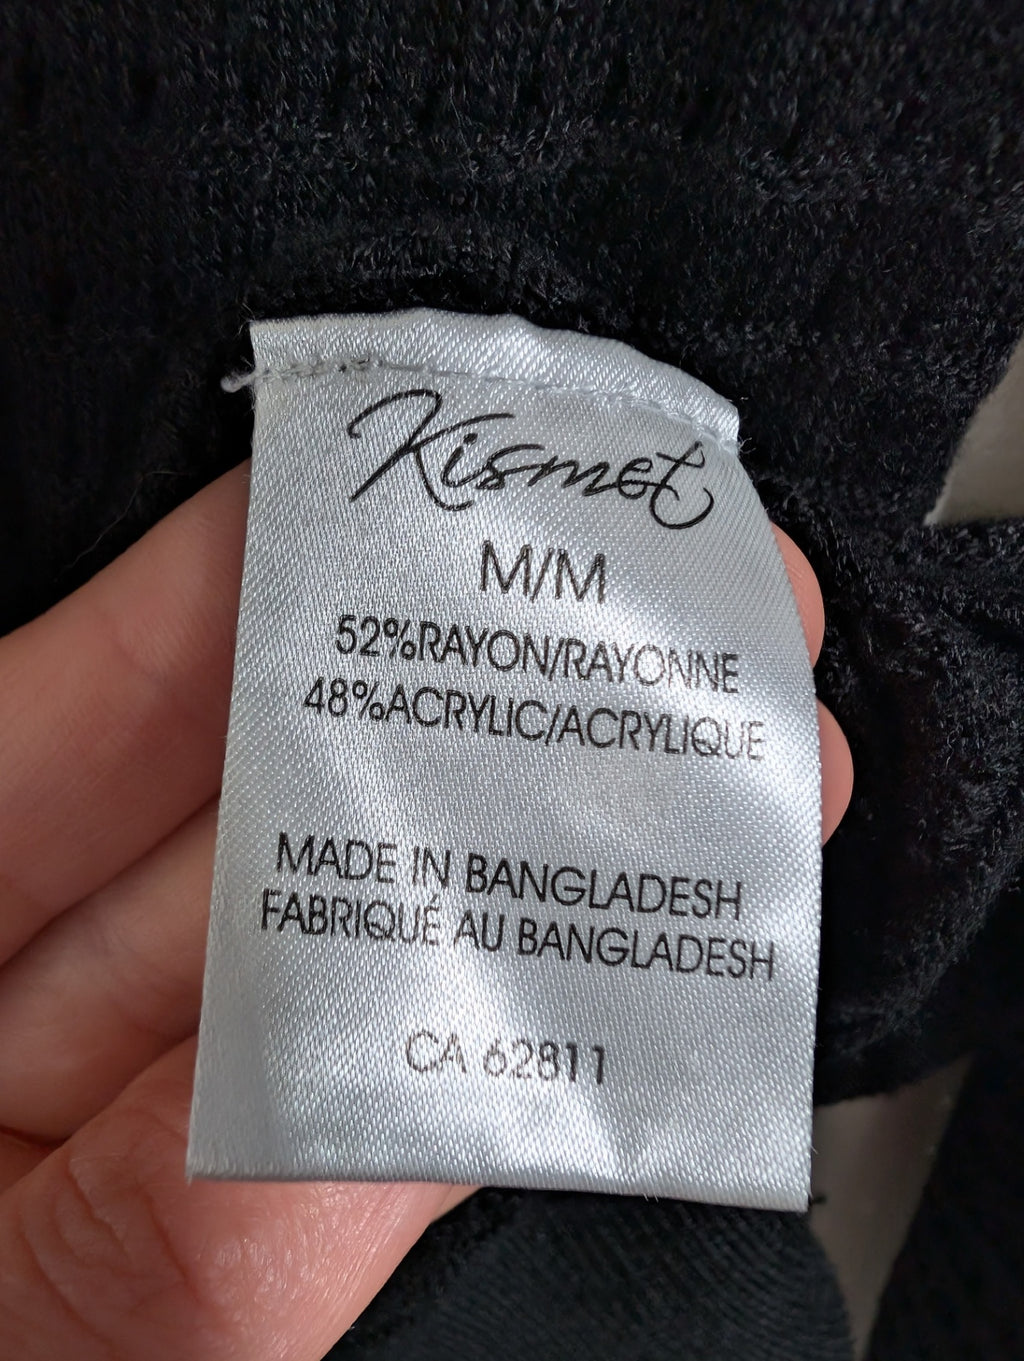 Kismet
M/M
52%RAYON/RAYONNE
48%ACRYLIC/ACRYLIQUE
MADE IN BANGLADESH
FABRIQUÉ AU BANGLADESH
CA 62811